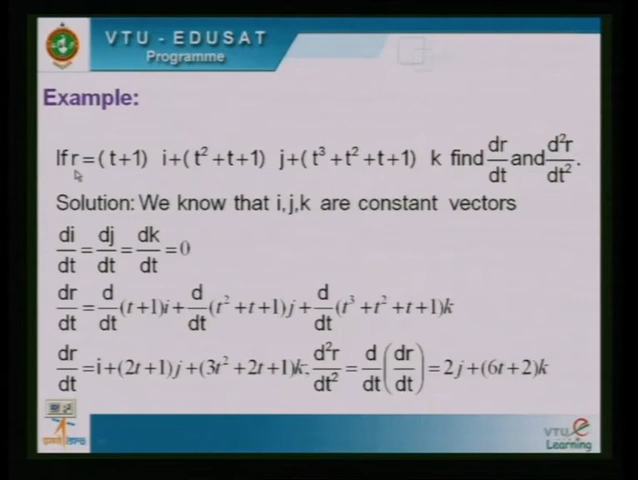 VTU - EDUSAT
Programme
Example:
If r=(t+1) i+(t²+t+1) j+(t³+t²+t+1) k find dr/dt and d²r/dt².
Solution: We know that i,j,k are constant vectors
di/dt = dj/dt = dk/dt = 0
dr/dt = d/dt (t+1)i + d/dt (t²+t+1)j + d/dt (t³+t²+t+1)k
dr/dt = i+(2t+1)j+(3t²+2t+1)k. d²r/dt² = d/dt (dr/dt) = 2j+(6t+2)k
VTU e
Learning